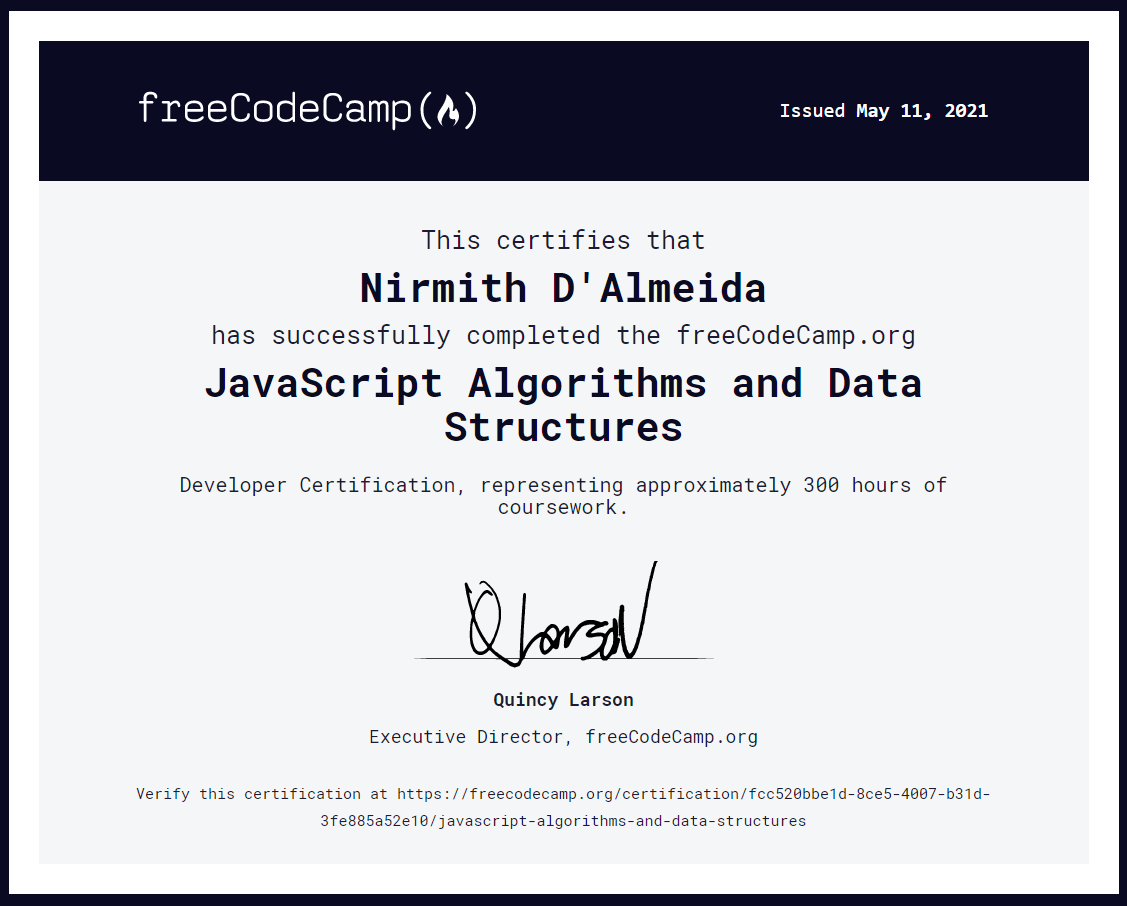 freeCodeCamp(🔥)
Issued May 11, 2021
This certifies that
Nirmith D'Almeida
has successfully completed the freeCodeCamp.org
JavaScript Algorithms and Data
Structures
Developer Certification, representing approximately 300 hours of
coursework.
Q Larson
Quincy Larson
Executive Director, freeCodeCamp.org
Verify this certification at https://freecodecamp.org/certification/fcc520bbe1d-8ce5-4007-b31d-
3fe885a52e10/javascript-algorithms-and-data-structures